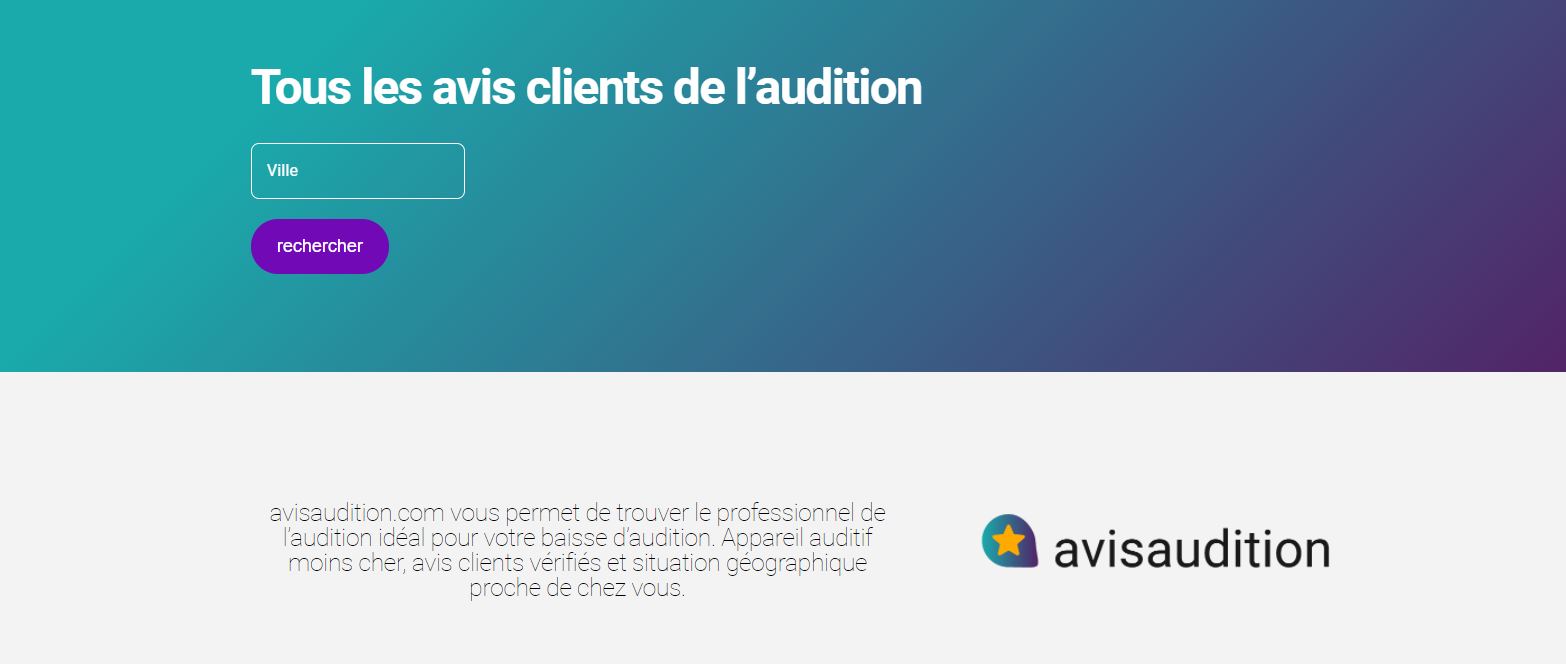 Tous les avis clients de l’audition
Ville
rechercher
avisaudition.com vous permet de trouver le professionnel de
l’audition idéal pour votre baisse d’audition. Appareil auditif
moins cher, avis clients vérifiés et situation géographique
proche de chez vous.
avisaudition